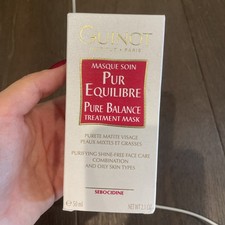 GUINOT
MASQUE SOIN
PUR
EQUILIBRE
PURE BALANCE
TREATMENT MASK
PURETÉ MATITÉ VISAGE
PEAUX MIXTES ET GRASSES
PURIFYING SHINE-FREE FACE CARE
COMBINATION
AND OILY SKIN TYPES
SEBOCIDINE